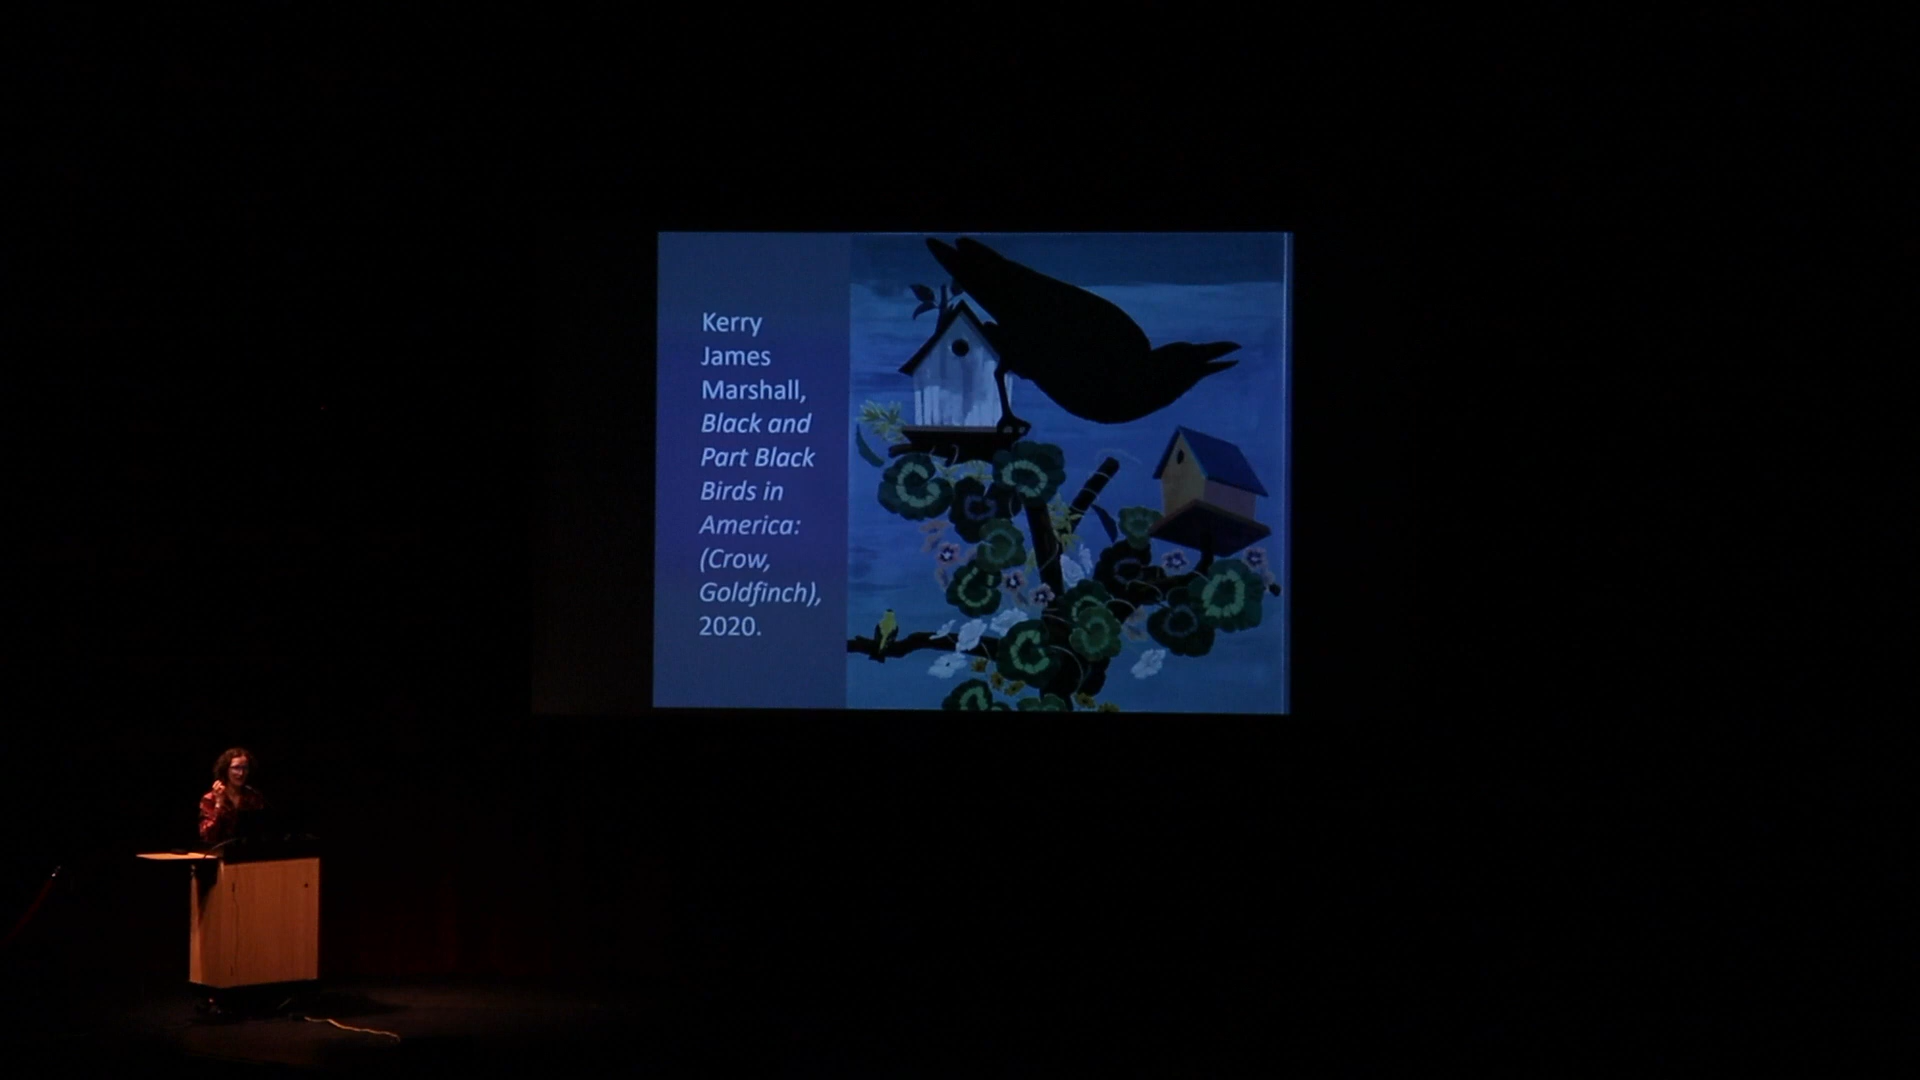 Kerry
James
Marshall,
Black and
Part Black
Birds in
America:
(Crow,
Goldfinch),
2020.